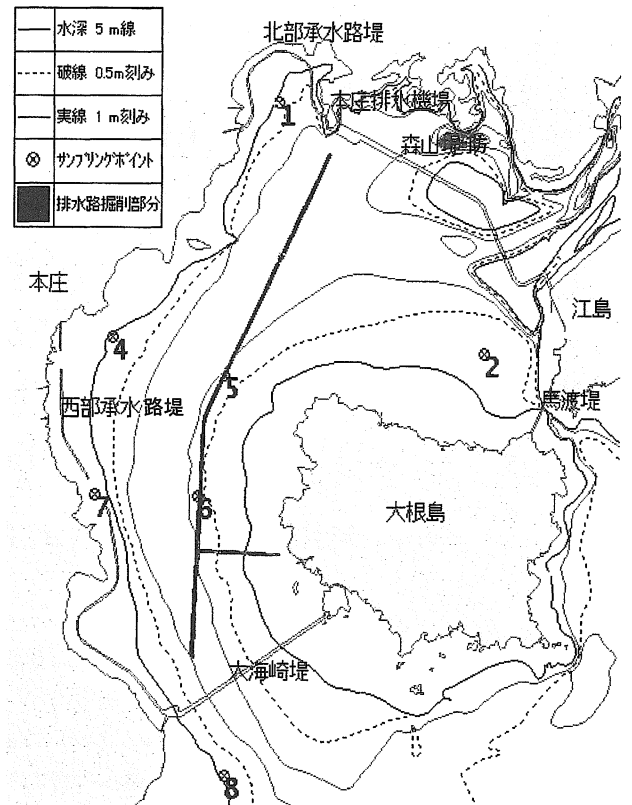 水深 5 m線
破線 0.5m刻み
実線 1 m刻み
サンプリングポイント
排水路掘削部分
北部承水路堤
1
本庄排水機場
森山堤防
本庄
江島
4
2
5
西部承水路堤
馬渡堤
7
6
大根島
大海崎堤
8